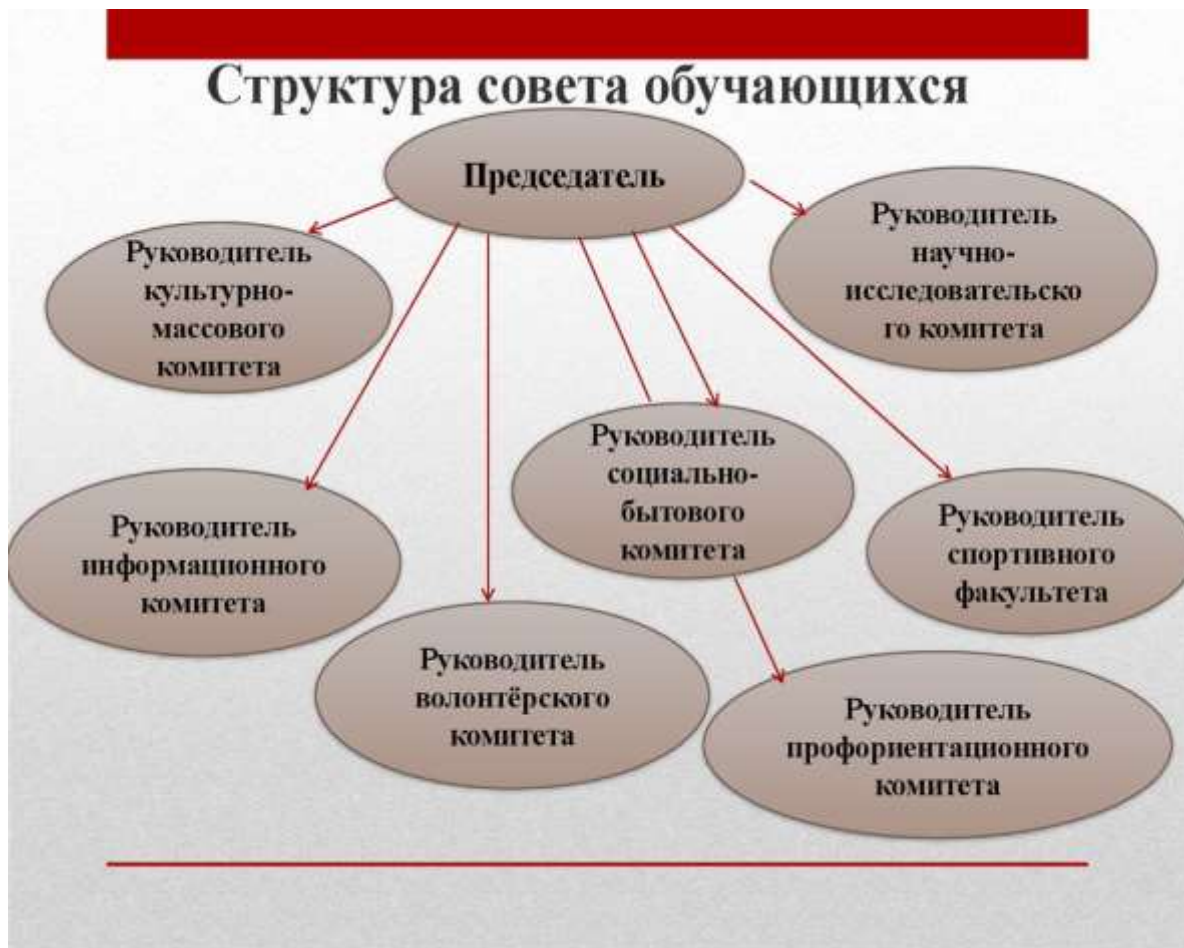 Структура совета обучающихся
Председатель
Руководитель
культурно-
массового
комитета
Руководитель
научно-
исследовательско
го комитета
Руководитель
социально-
бытового
комитета
Руководитель
информационного
комитета
Руководитель
спортивного
факультета
Руководитель
волонтёрского
комитета
Руководитель
профориентационного
комитета